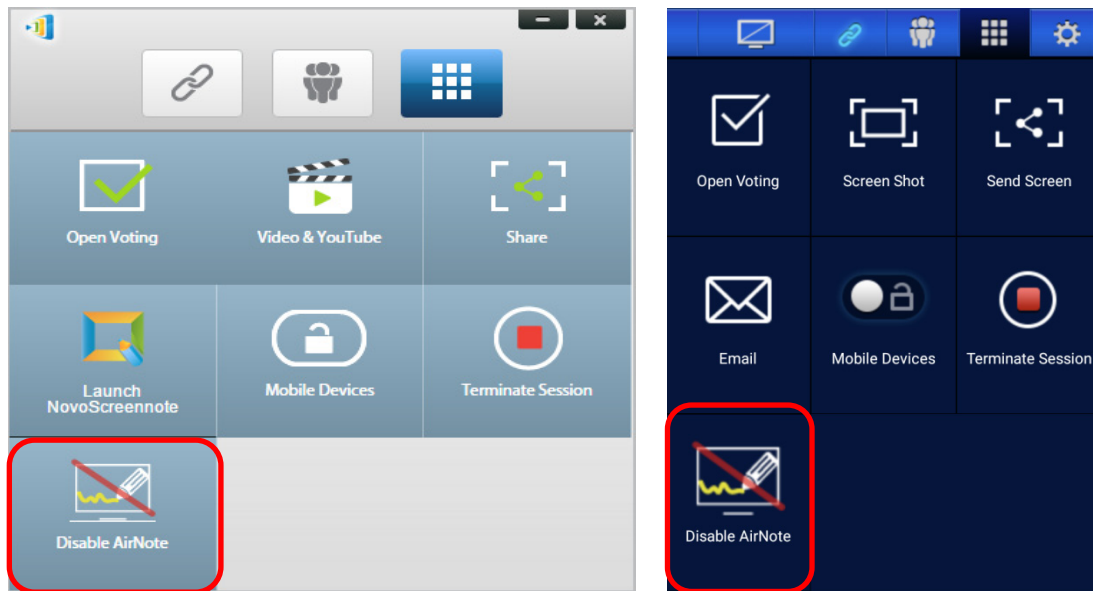 Open Voting
Video & YouTube
Share
Launch
NovoScreennote
Mobile Devices
Terminate Session
Disable AirNote
Open Voting
Screen Shot
Send Screen
Email
Mobile Devices
Terminate Session
Disable AirNote